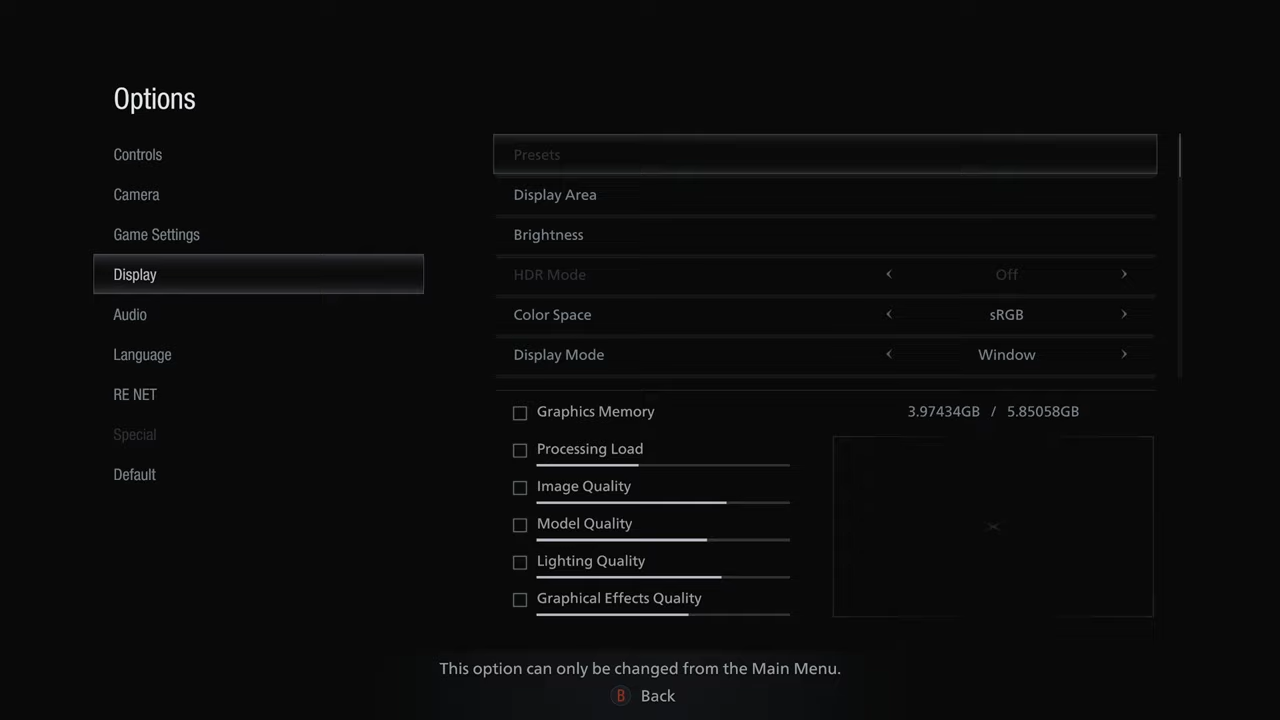 Options
Controls
Camera
Game Settings
Display
Audio
Language
RE NET
Special
Default
Presets
Display Area
Brightness
HDR Mode < Off >
Color Space < sRGB >
Display Mode < Window >
Graphics Memory 3.97434GB / 5.85058GB
Processing Load
Image Quality
Model Quality
Lighting Quality
Graphical Effects Quality
This option can only be changed from the Main Menu.
B Back